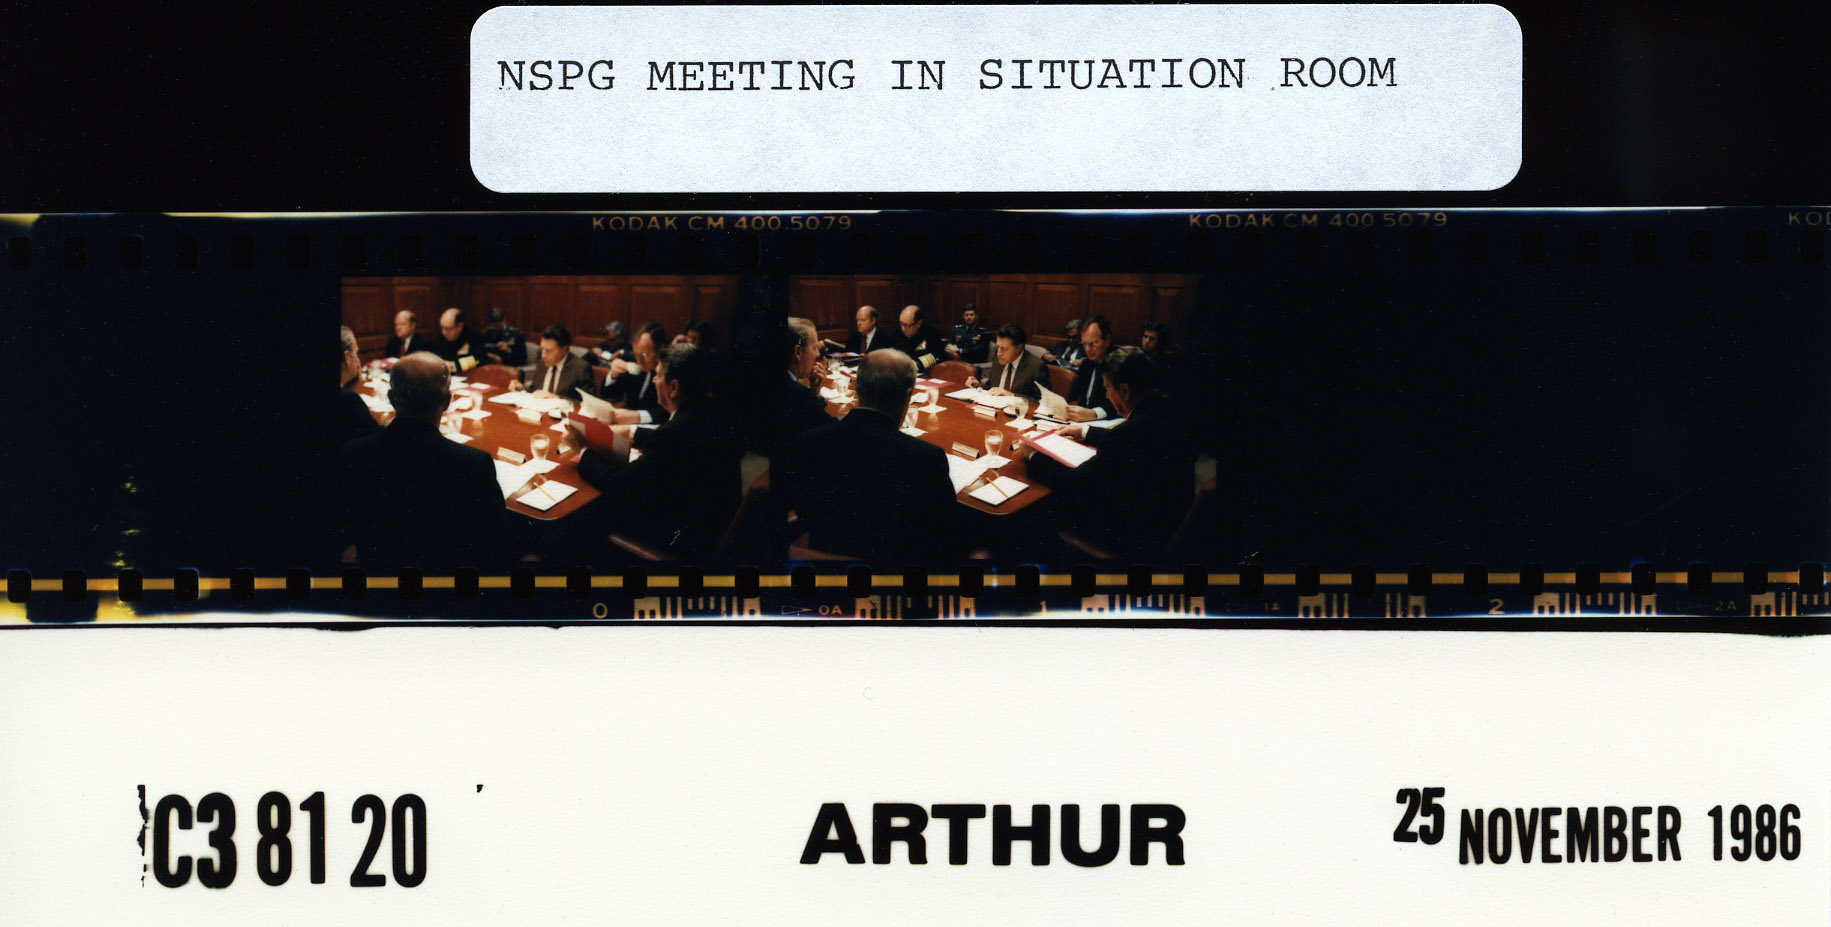 NSPG MEETING IN SITUATION ROOM
KODAK CM 400 5079 KODAK CM 400 5079 KOD
0 0A 1 1A 2 2A
C3 81 20 ARTHUR 25 NOVEMBER 1986